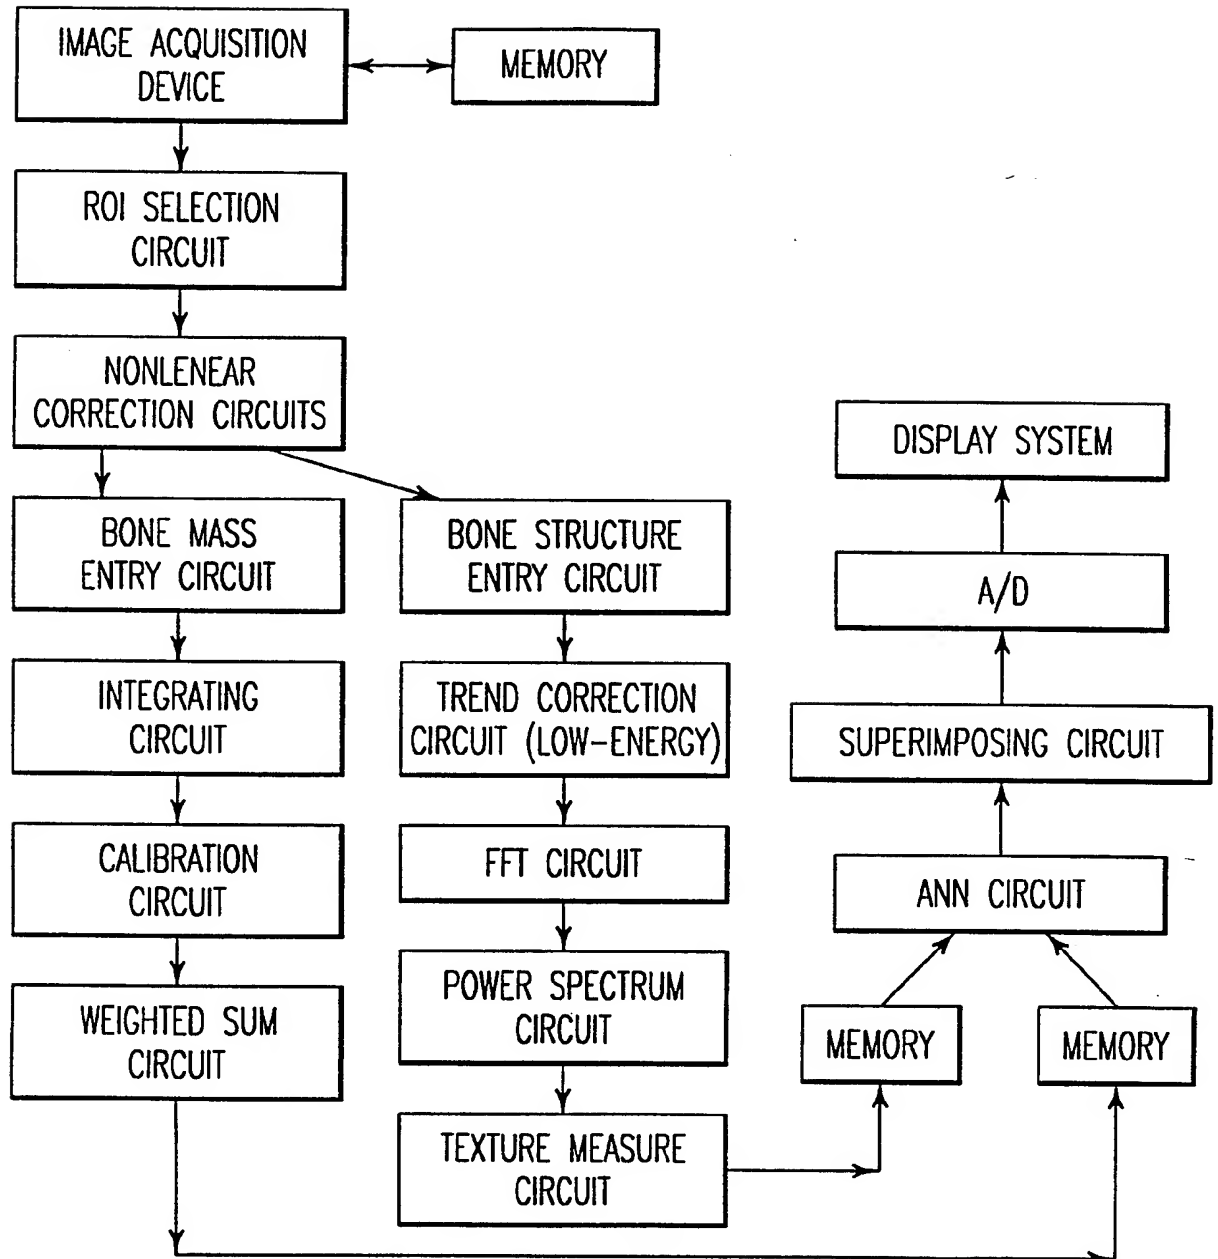 IMAGE ACQUISITION
DEVICE
MEMORY
ROI SELECTION
CIRCUIT
NONLENEAR
CORRECTION CIRCUITS
BONE MASS
ENTRY CIRCUIT
INTEGRATING
CIRCUIT
CALIBRATION
CIRCUIT
WEIGHTED SUM
CIRCUIT
BONE STRUCTURE
ENTRY CIRCUIT
TREND CORRECTION
CIRCUIT (LOW-ENERGY)
FFT CIRCUIT
POWER SPECTRUM
CIRCUIT
TEXTURE MEASURE
CIRCUIT
DISPLAY SYSTEM
A/D
SUPERIMPOSING CIRCUIT
ANN CIRCUIT
MEMORY
MEMORY